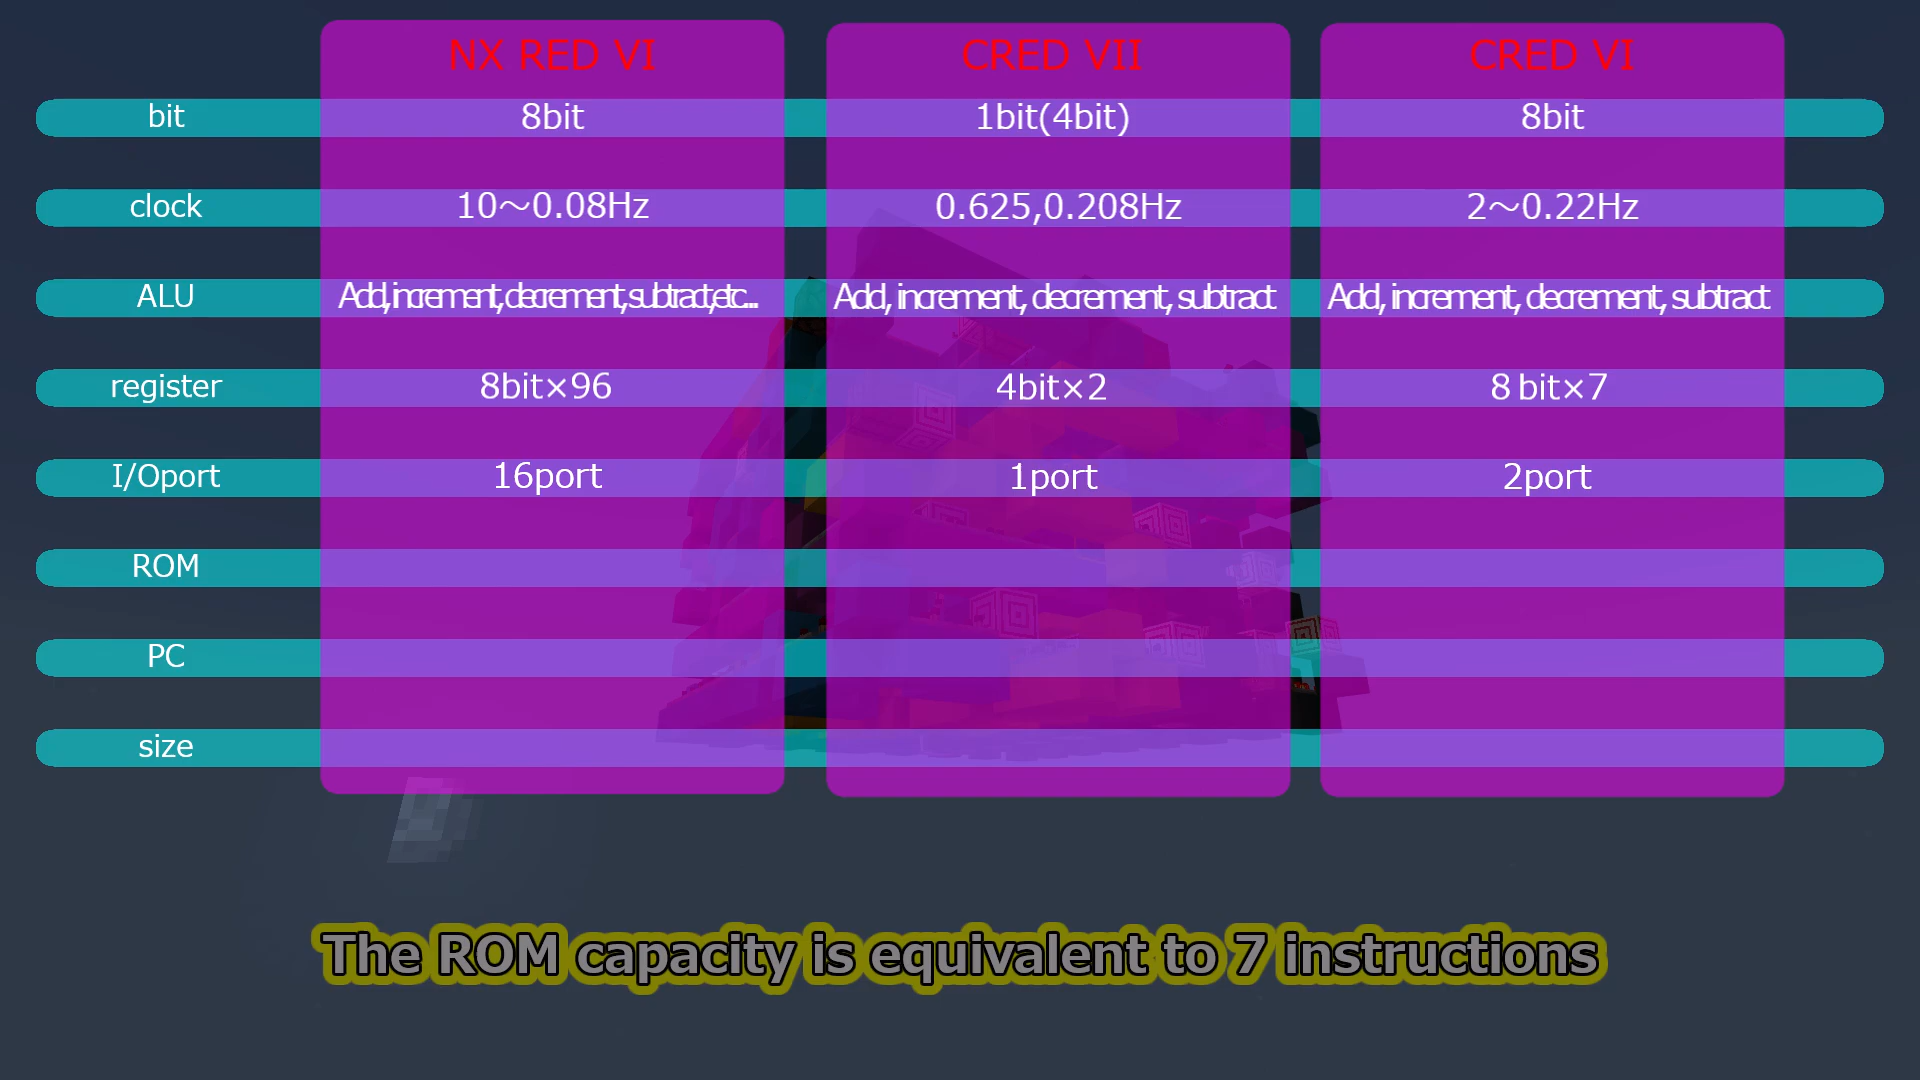 NX RED VI CRED VII CRED VI
bit 8bit 1bit(4bit) 8bit
clock 10～0.08Hz 0.625,0.208Hz 2～0.22Hz
ALU Add,increment,decrement,subtract,etc... Add, increment, decrement, subtract Add, increment, decrement, subtract
register 8bit×96 4bit×2 8 bit×7
I/Oport 16port 1port 2port
ROM
PC
size
The ROM capacity is equivalent to 7 instructions